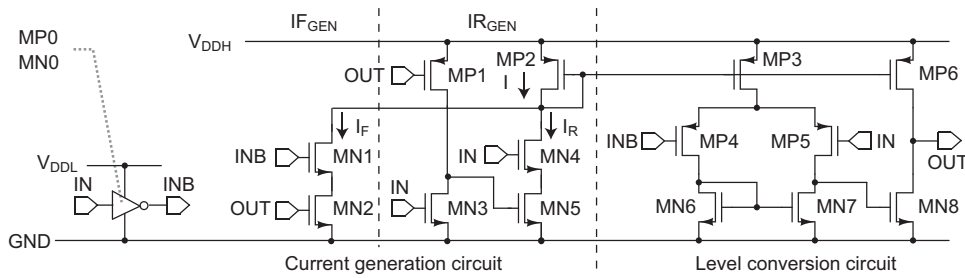 IF_GEN IR_GEN
MP0
MN0
V_DDH
OUT MP1 MP2 MP3 MP6
I
I_F I_R
INB MN1 IN MN4 INB MP4 MP5 IN OUT
V_DDL
IN INB
OUT MN2 IN MN3 MN5 MN6 MN7 MN8
GND
Current generation circuit Level conversion circuit